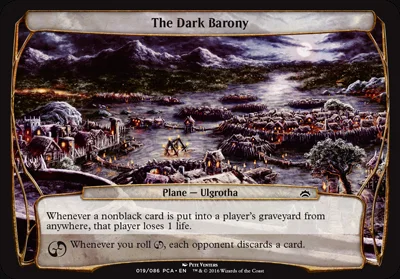 The Dark Barony
Plane — Ulgrotha
Whenever a nonblack card is put into a player's graveyard from
anywhere, that player loses 1 life.
Whenever you roll , each opponent discards a card.
Pete Venters
019/086 PCA • EN ™ & © 2016 Wizards of the Coast